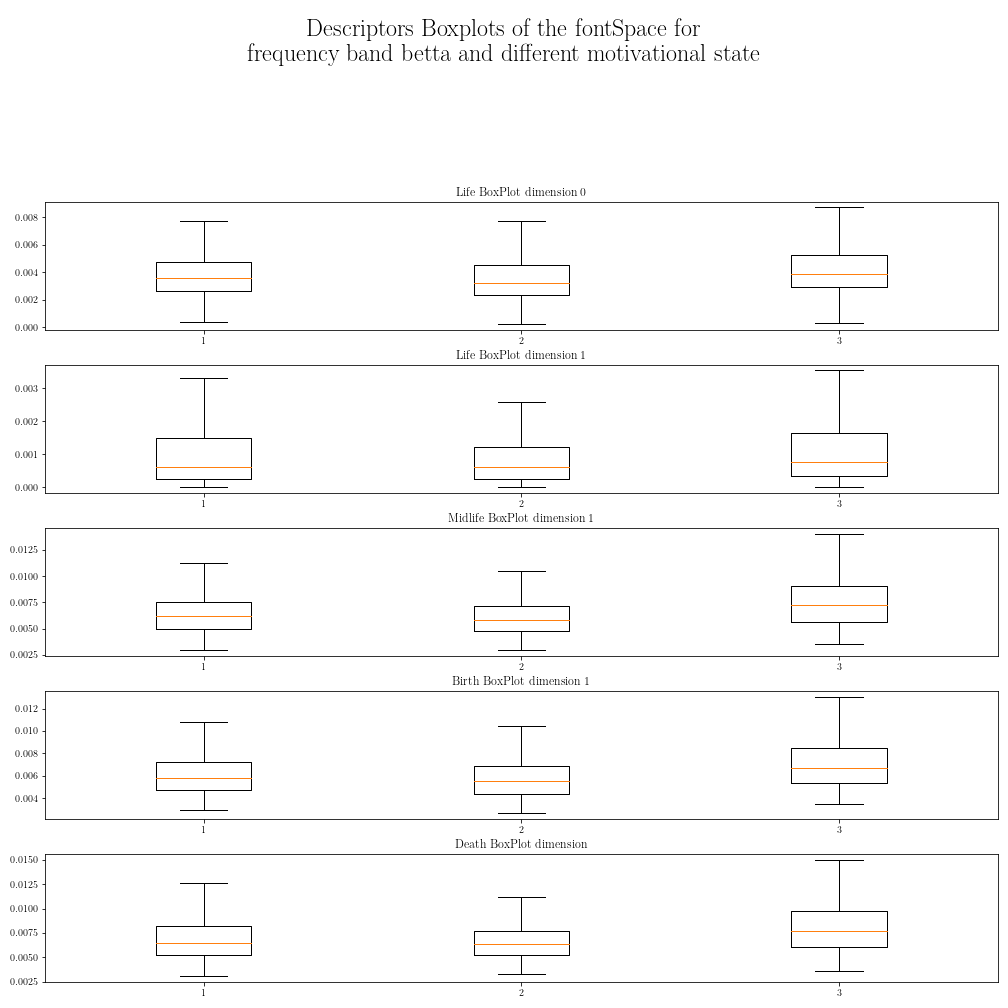 Descriptors Boxplots of the fontSpace for
frequency band betta and different motivational state
Life BoxPlot dimension 0
0.008
0.006
0.004
0.002
0.000
1 2 3
Life BoxPlot dimension 1
0.003
0.002
0.001
0.000
1 2 3
Midlife BoxPlot dimension 1
0.0125
0.0100
0.0075
0.0050
0.0025
1 2 3
Birth BoxPlot dimension 1
0.012
0.010
0.008
0.006
0.004
1 2 3
Death BoxPlot dimension
0.0150
0.0125
0.0100
0.0075
0.0050
0.0025
1 2 3